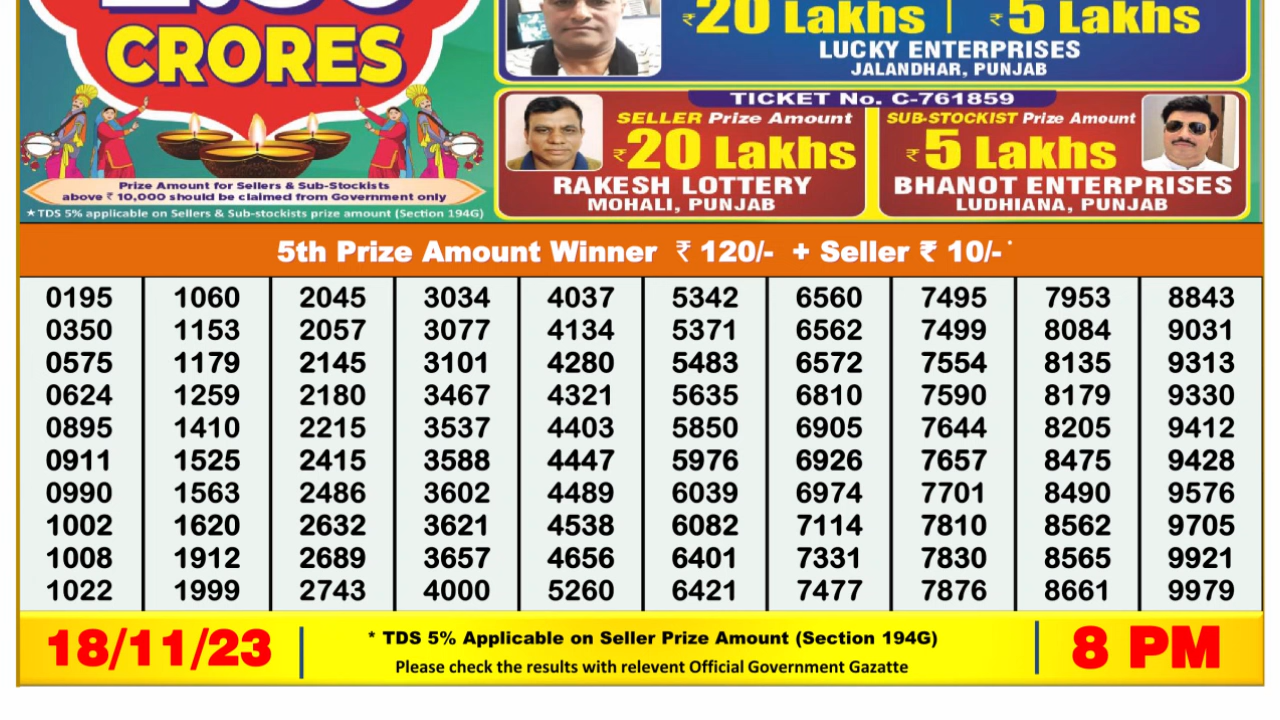 CRORES
Prize Amount for Sellers & Sub-Stockists
above ₹ 10,000 should be claimed from Government only
★TDS 5% applicable on Sellers & Sub-stockists prize amount (Section 194G)
₹20 Lakhs | ₹5 Lakhs
LUCKY ENTERPRISES
JALANDHAR, PUNJAB
TICKET No. C-761859
SELLER Prize Amount
₹20 Lakhs
RAKESH LOTTERY
MOHALI, PUNJAB
SUB-STOCKIST Prize Amount
₹5 Lakhs
BHANOT ENTERPRISES
LUDHIANA, PUNJAB
5th Prize Amount Winner ₹ 120/- + Seller ₹ 10/-*
0195 1060 2045 3034 4037 5342 6560 7495 7953 8843
0350 1153 2057 3077 4134 5371 6562 7499 8084 9031
0575 1179 2145 3101 4280 5483 6572 7554 8135 9313
0624 1259 2180 3467 4321 5635 6810 7590 8179 9330
0895 1410 2215 3537 4403 5850 6905 7644 8205 9412
0911 1525 2415 3588 4447 5976 6926 7657 8475 9428
0990 1563 2486 3602 4489 6039 6974 7701 8490 9576
1002 1620 2632 3621 4538 6082 7114 7810 8562 9705
1008 1912 2689 3657 4656 6401 7331 7830 8565 9921
1022 1999 2743 4000 5260 6421 7477 7876 8661 9979
18/11/23
* TDS 5% Applicable on Seller Prize Amount (Section 194G)
Please check the results with relevent Official Government Gazatte
8 PM